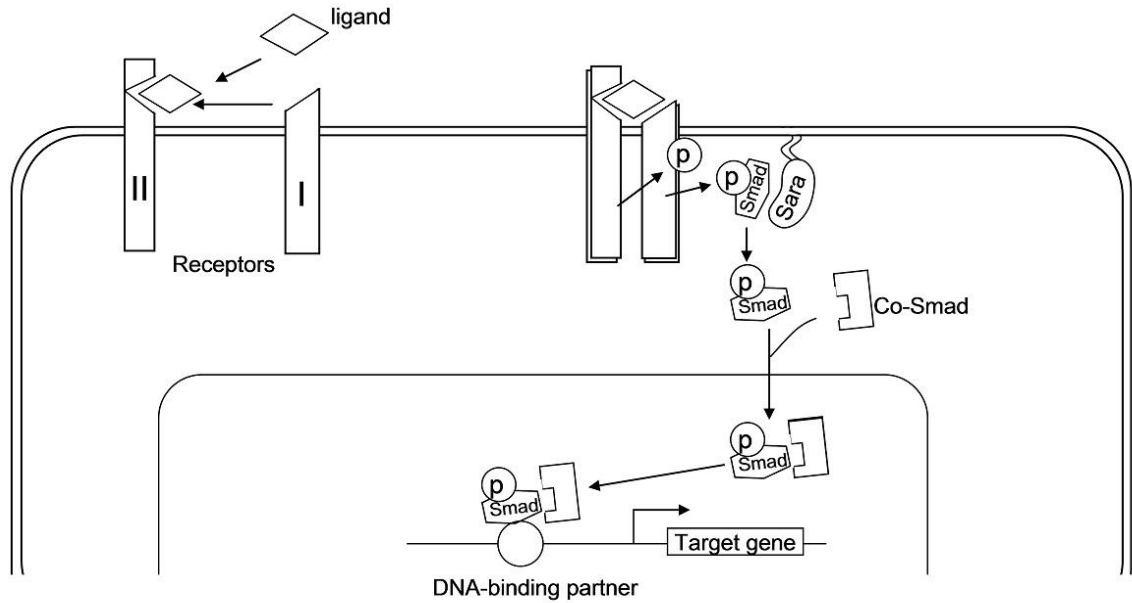 ligand
II
I
Receptors
p
p
Smad
Sara
p
Smad
Co-Smad
p
Smad
p
Smad
Target gene
DNA-binding partner